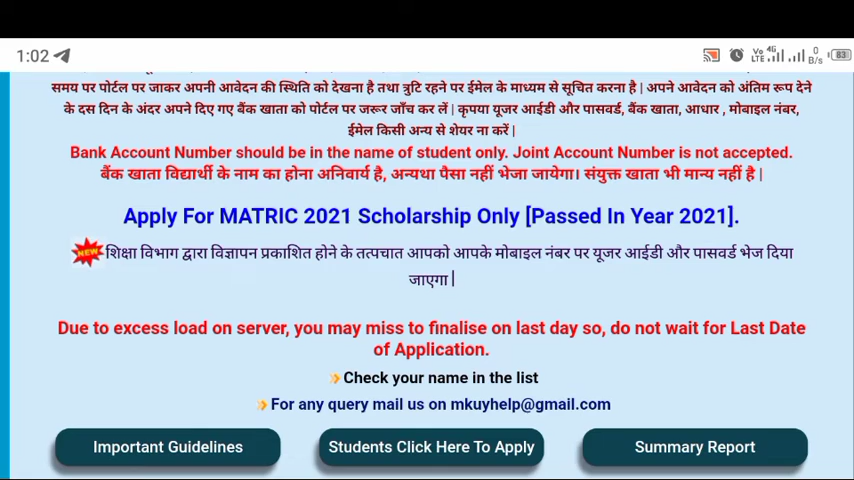 1:02
Vo LTE 4G 0 B/s 83
समय पर पोर्टल पर जाकर अपनी आवेदन की स्थिति को देखना है तथा त्रुटि रहने पर ईमेल के माध्यम से सूचित करना है | अपने आवेदन को अंतिम रूप देने
के दस दिन के अंदर अपने दिए गए बैंक खाता को पोर्टल पर जरूर जाँच कर लें | कृपया यूजर आईडी और पासवर्ड, बैंक खाता, आधार , मोबाइल नंबर,
ईमेल किसी अन्य से शेयर ना करें |
Bank Account Number should be in the name of student only. Joint Account Number is not accepted.
बैंक खाता विद्यार्थी के नाम का होना अनिवार्य है, अन्यथा पैसा नहीं भेजा जायेगा। संयुक्त खाता भी मान्य नहीं है |
Apply For MATRIC 2021 Scholarship Only [Passed In Year 2021].
NEW शिक्षा विभाग द्वारा विज्ञापन प्रकाशित होने के तत्पचात आपको आपके मोबाइल नंबर पर यूजर आईडी और पासवर्ड भेज दिया
जाएगा |
Due to excess load on server, you may miss to finalise on last day so, do not wait for Last Date
of Application.
Check your name in the list
For any query mail us on mkuyhelp@gmail.com
Important Guidelines
Students Click Here To Apply
Summary Report